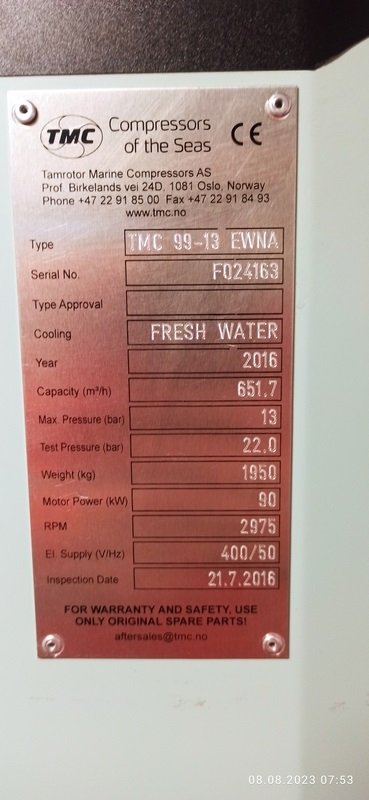 TMC Compressors
of the Seas CE
Tamrotor Marine Compressors AS
Prof. Birkelands vei 24D, 1081 Oslo, Norway
Phone +47 22 91 85 00 Fax +47 22 91 84 93
www.tmc.no
Type TMC 99-13 EWNA
Serial No. F024163
Type Approval
Cooling FRESH WATER
Year 2016
Capacity (m³/h) 651.7
Max. Pressure (bar) 13
Test Pressure (bar) 22.0
Weight (kg) 1950
Motor Power (kW) 90
RPM 2975
El. Supply (V/Hz) 400/50
Inspection Date 21.7.2016
FOR WARRANTY AND SAFETY, USE
ONLY ORIGINAL SPARE PARTS!
aftersales@tmc.no
08.08.2023 07:53